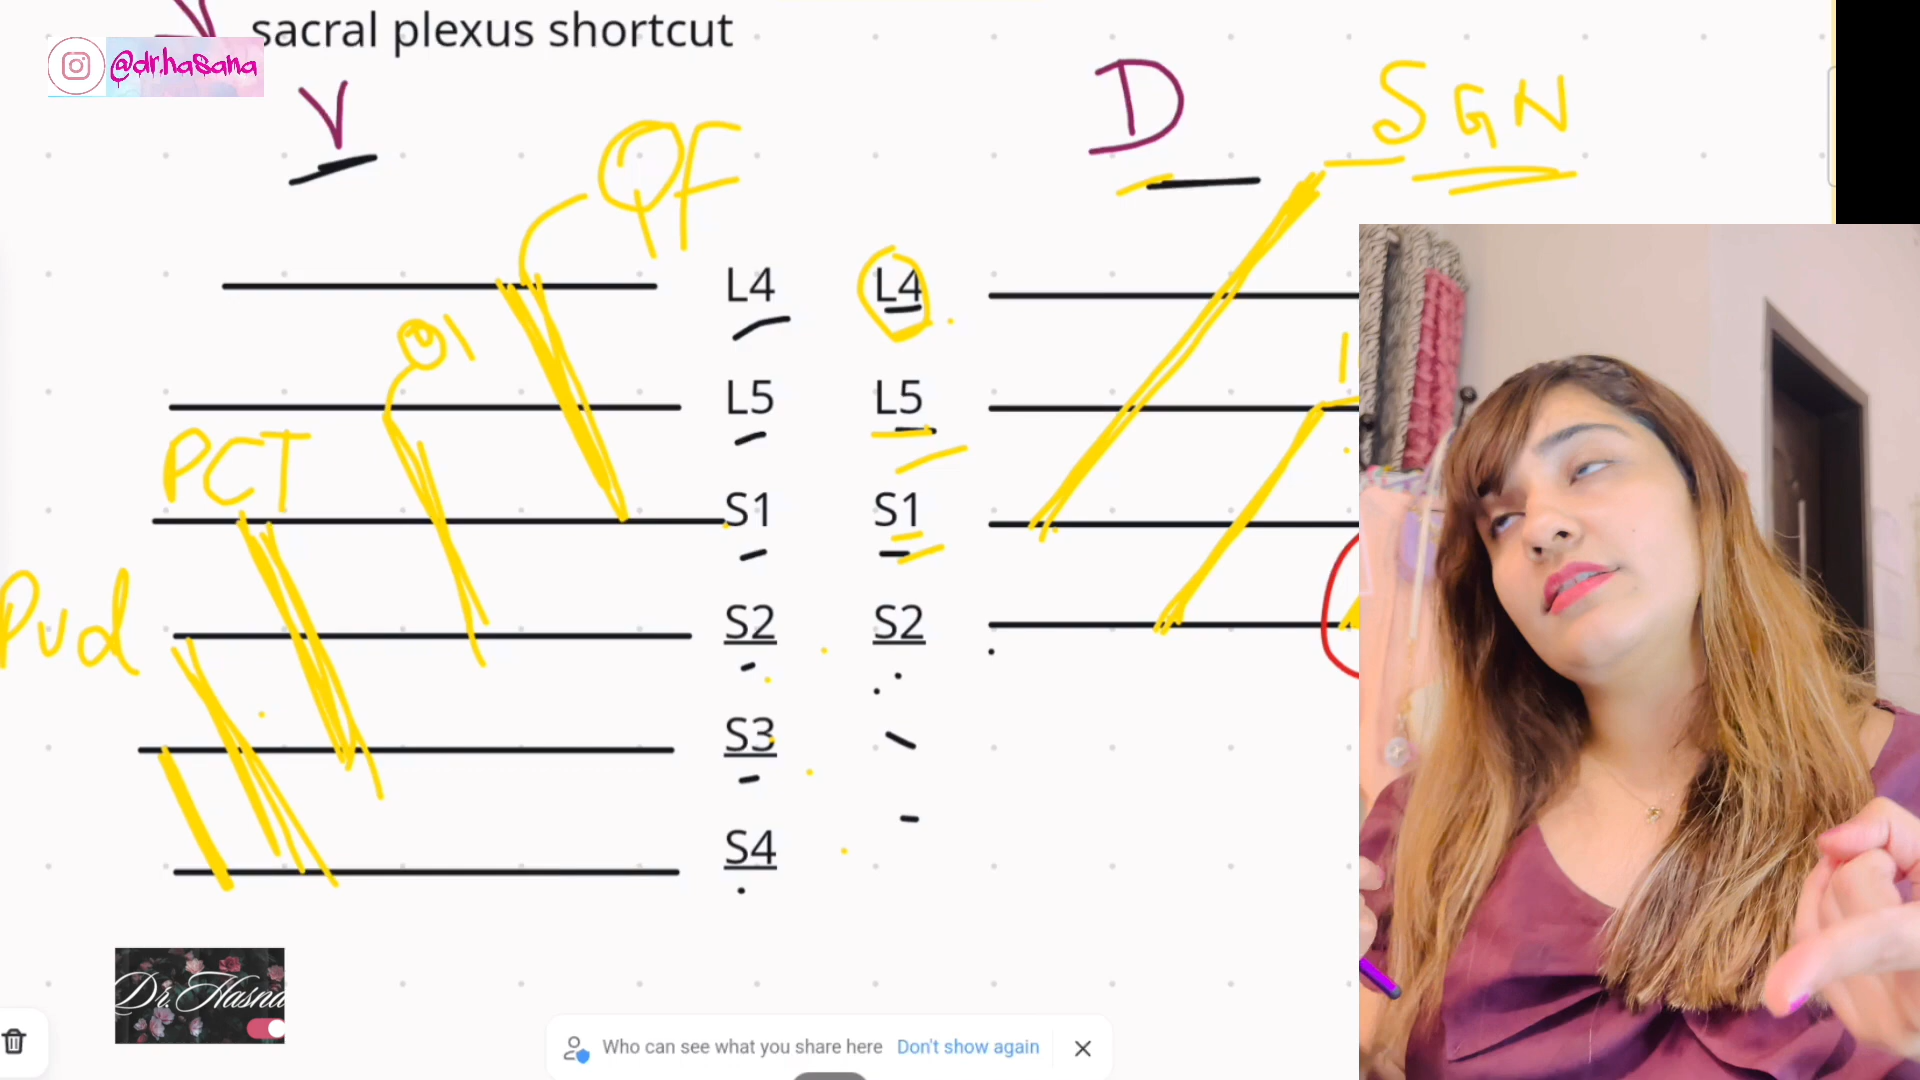 sacral plexus shortcut
@dr.hasana
V
D
SGN
QF
L4
L4
OI
L5
L5
PCT
S1
S1
Pud
S2
S2
S3
S4
Dr. Hasna
Who can see what you share here Don't show again